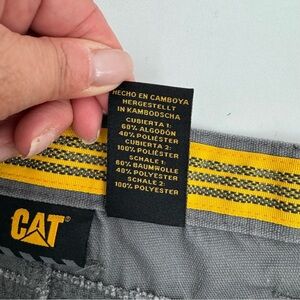 HECHO EN CAMBOYA
HERGESTELLT
IN KAMBODSCHA
CUBIERTA 1:
60% ALGODÓN
40% POLIÉSTER
CUBIERTA 2:
100% POLIÉSTER
SCHALE 1:
60% BAUMROLLE
40% POLYESTER
SCHALE 2:
100% POLYESTER
CAT®